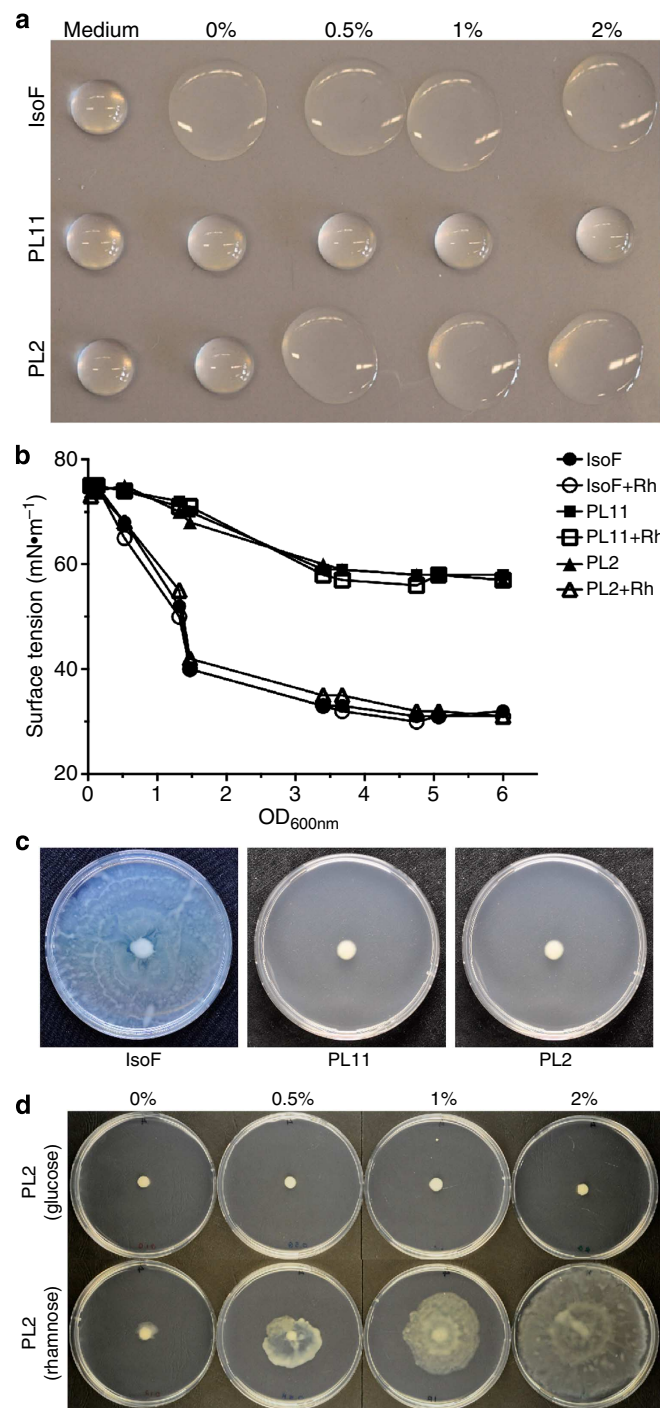 a
Medium 0% 0.5% 1% 2%
IsoF
PL11
PL2
b
80
60
40
20
Surface tension (mN•m⁻¹)
0 1 2 3 4 5 6
OD600nm
IsoF
IsoF+Rh
PL11
PL11+Rh
PL2
PL2+Rh
c
IsoF PL11 PL2
d
0% 0.5% 1% 2%
PL2
(glucose)
PL2
(rhamnose)